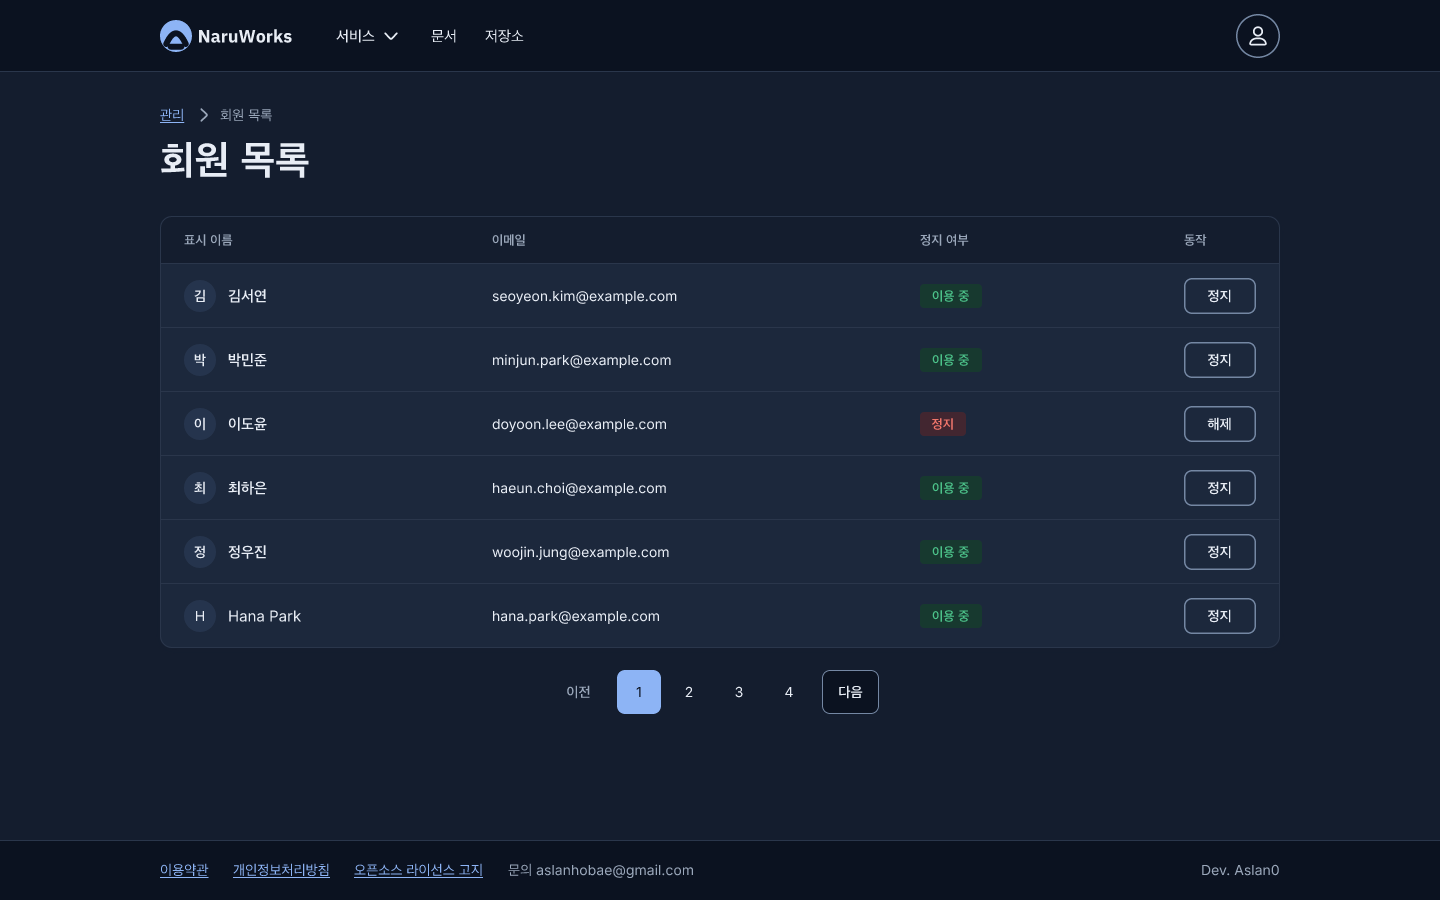 NaruWorks 서비스 문서 저장소
관리 회원 목록
회원 목록
표시 이름 이메일 정지 여부 동작
김 김서연 seoyeon.kim@example.com 이용 중 정지
박 박민준 minjun.park@example.com 이용 중 정지
이 이도윤 doyoon.lee@example.com 정지 해제
최 최하은 haeun.choi@example.com 이용 중 정지
정 정우진 woojin.jung@example.com 이용 중 정지
H Hana Park hana.park@example.com 이용 중 정지
이전 1 2 3 4 다음
이용약관 개인정보처리방침 오픈소스 라이선스 고지 문의 aslanhobae@gmail.com Dev. Aslan0